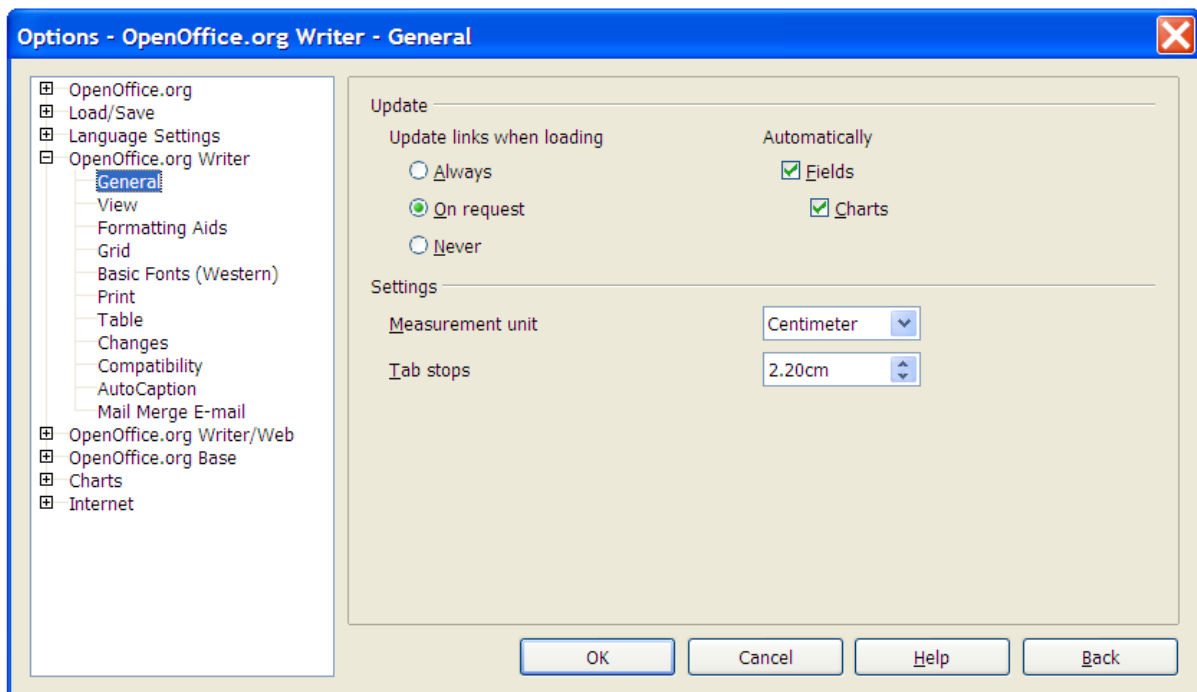 Options - OpenOffice.org Writer - General
OpenOffice.org
Load/Save
Language Settings
OpenOffice.org Writer
General
View
Formatting Aids
Grid
Basic Fonts (Western)
Print
Table
Changes
Compatibility
AutoCaption
Mail Merge E-mail
OpenOffice.org Writer/Web
OpenOffice.org Base
Charts
Internet
Update
Update links when loading
Always
On request
Never
Automatically
Fields
Charts
Settings
Measurement unit Centimeter
Tab stops 2.20cm
OK Cancel Help Back